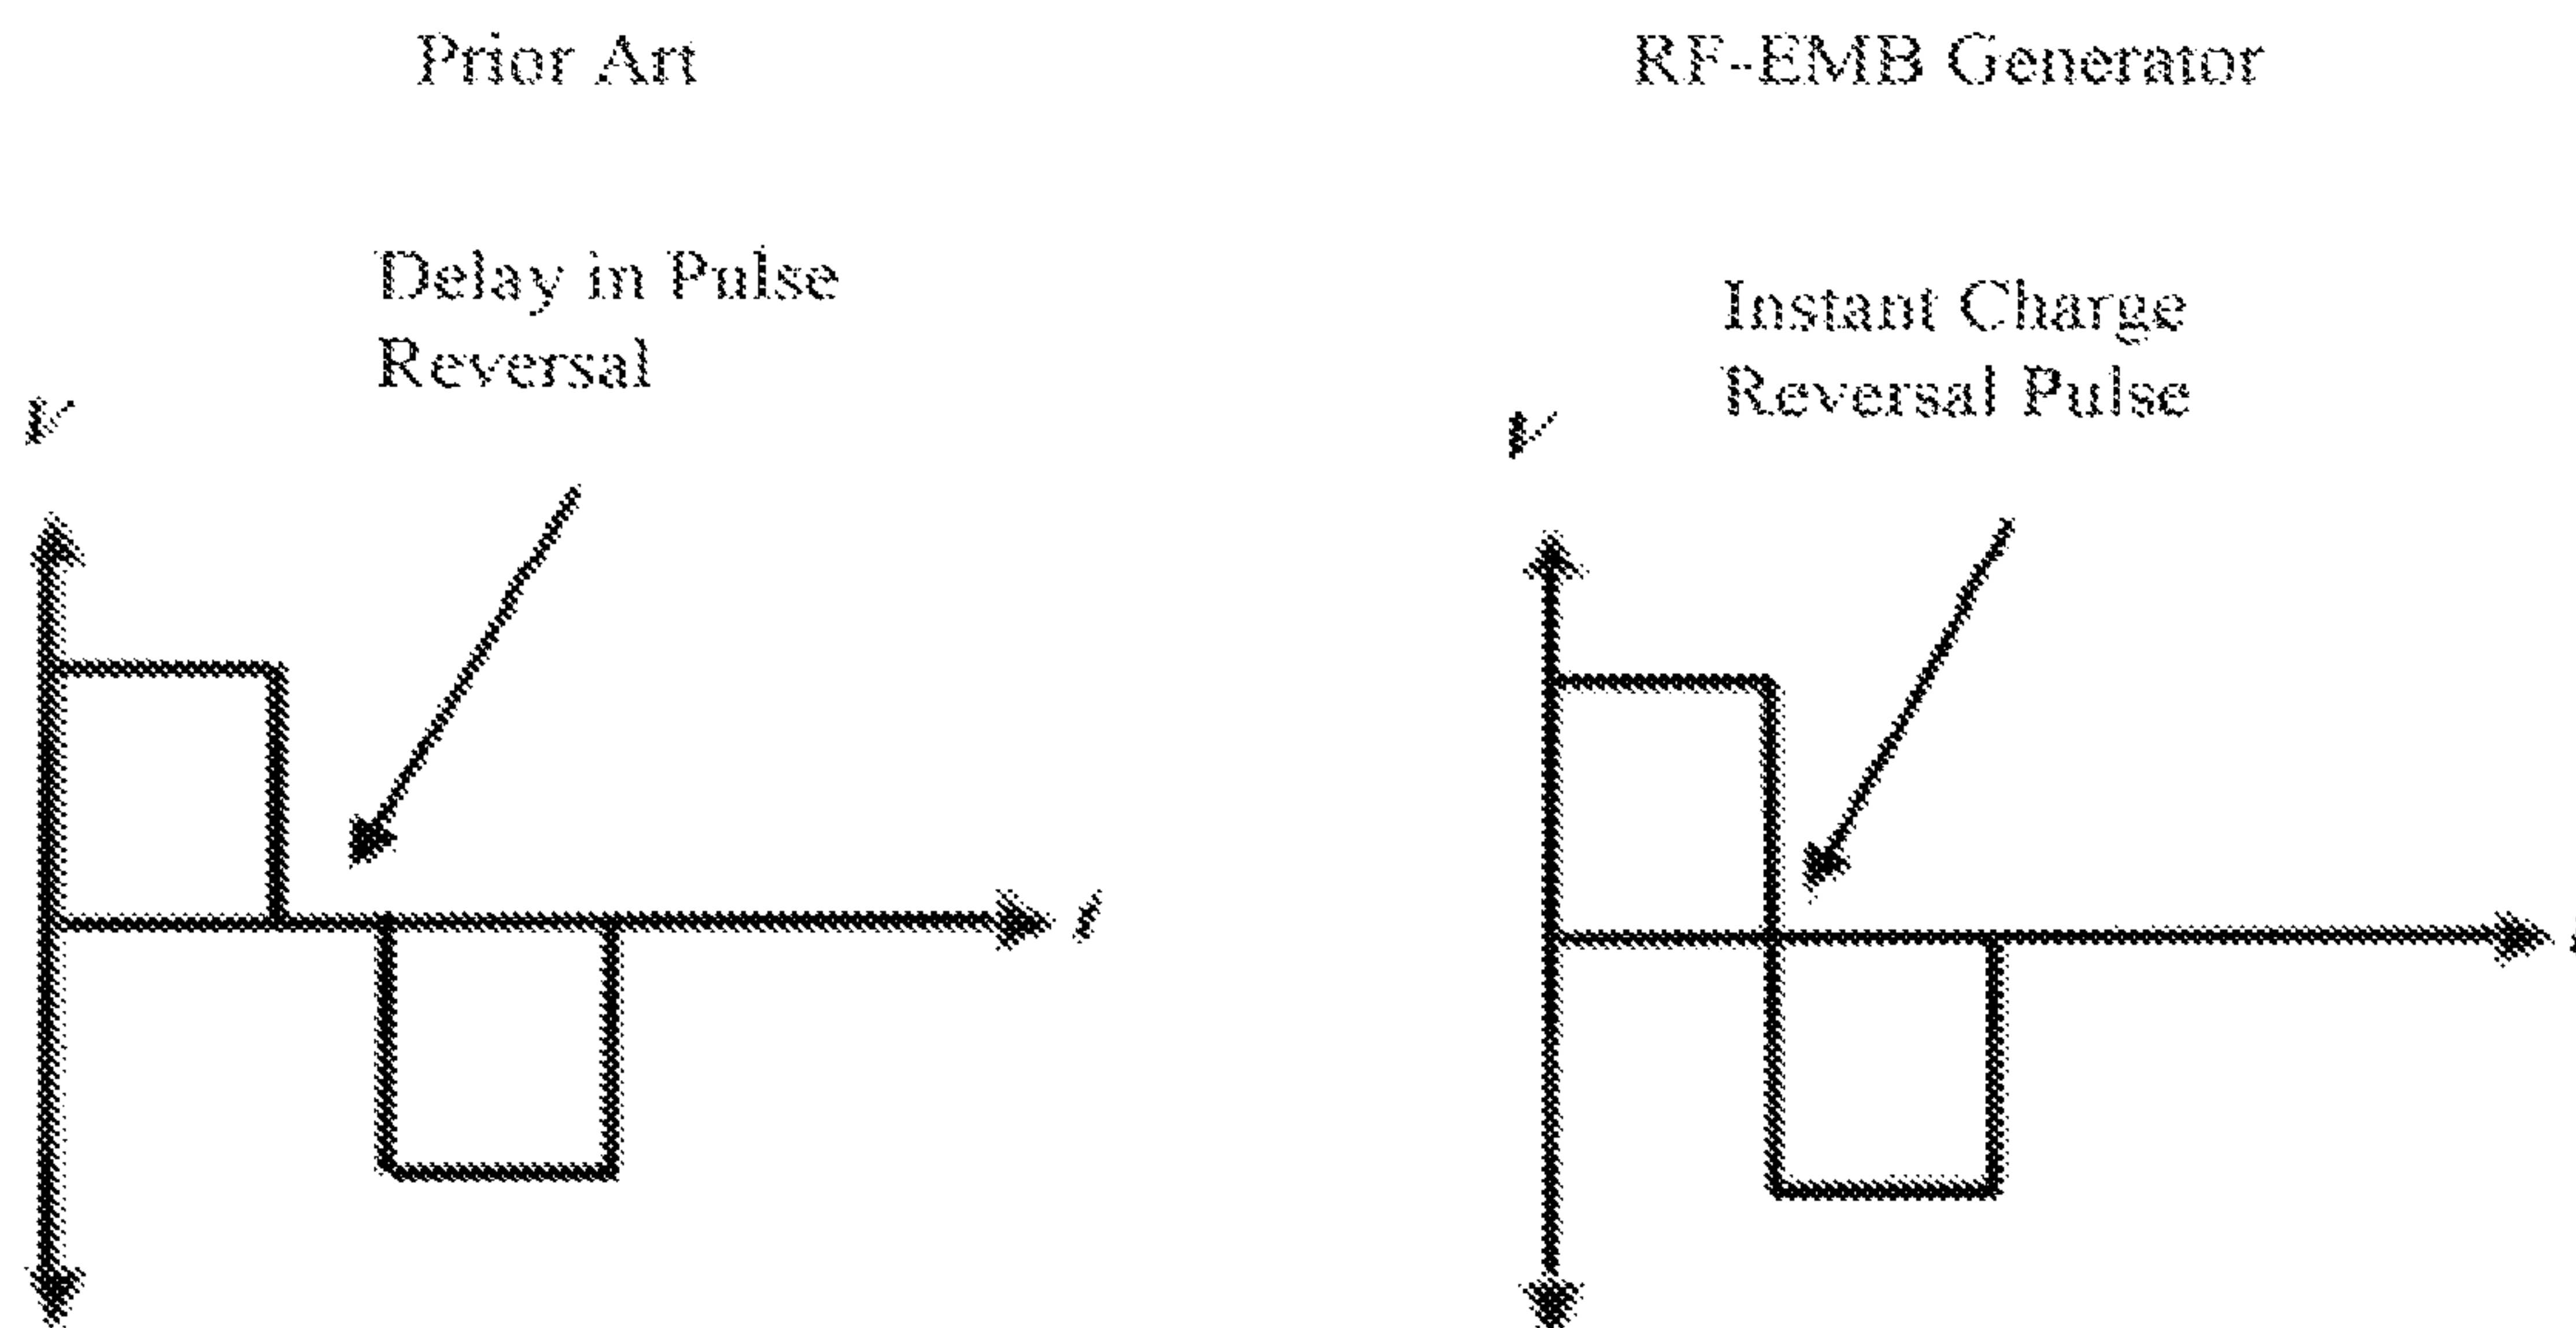 Prior Art
Delay in Pulse
Reversal
V
t
RF-EMB Generator
Instant Charge
Reversal Pulse
V